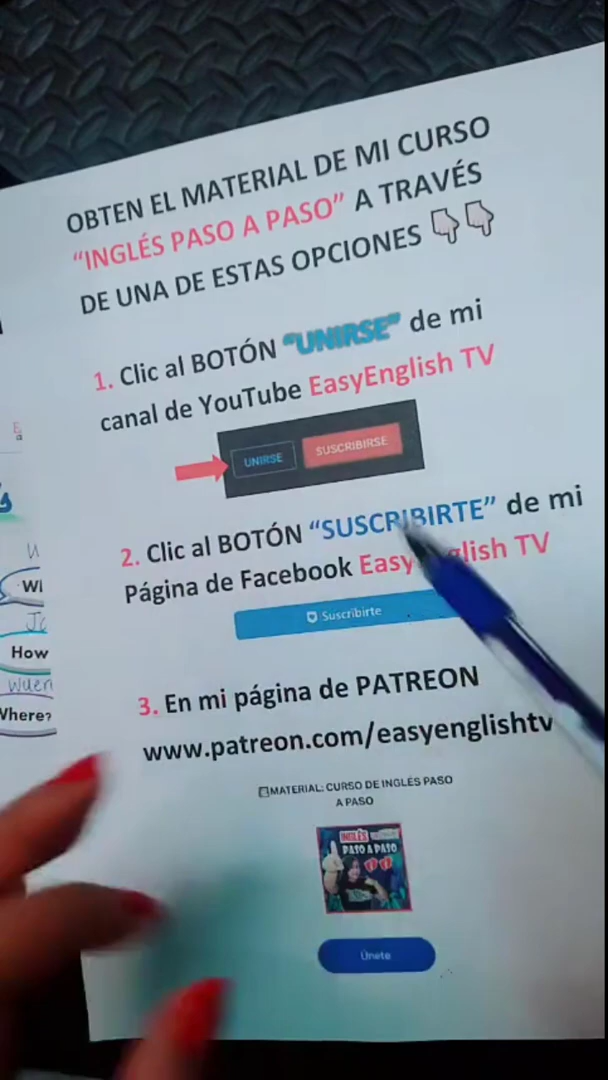 OBTEN EL MATERIAL DE MI CURSO
"INGLÉS PASO A PASO" A TRAVÉS
DE UNA DE ESTAS OPCIONES
1. Clic al BOTÓN "UNIRSE" de mi
canal de YouTube EasyEnglish TV
UNIRSE SUSCRIBIRSE
2. Clic al BOTÓN "SUSCRIBIRTE" de mi
Página de Facebook EasyEnglish TV
Suscribirte
3. En mi página de PATREON
www.patreon.com/easyenglishtv
MATERIAL: CURSO DE INGLÉS PASO
A PASO
INGLÉS
PASO A PASO
Únete
How
Where?